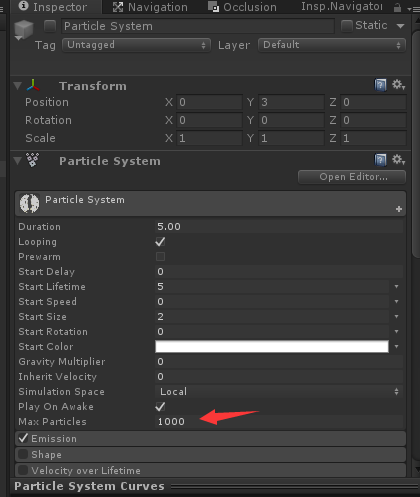 Inspector Navigation Occlusion Insp.Navigator
Particle System Static
Tag Untagged Layer Default
Transform
Position X 0 Y 3 Z 0
Rotation X 0 Y 0 Z 0
Scale X 1 Y 1 Z 1
Particle System
Open Editor...
Particle System
Duration 5.00
Looping
Prewarm
Start Delay 0
Start Lifetime 5
Start Speed 0
Start Size 2
Start Rotation 0
Start Color
Gravity Multiplier 0
Inherit Velocity 0
Simulation Space Local
Play On Awake
Max Particles 1000
Emission
Shape
Velocity over Lifetime
Particle System Curves